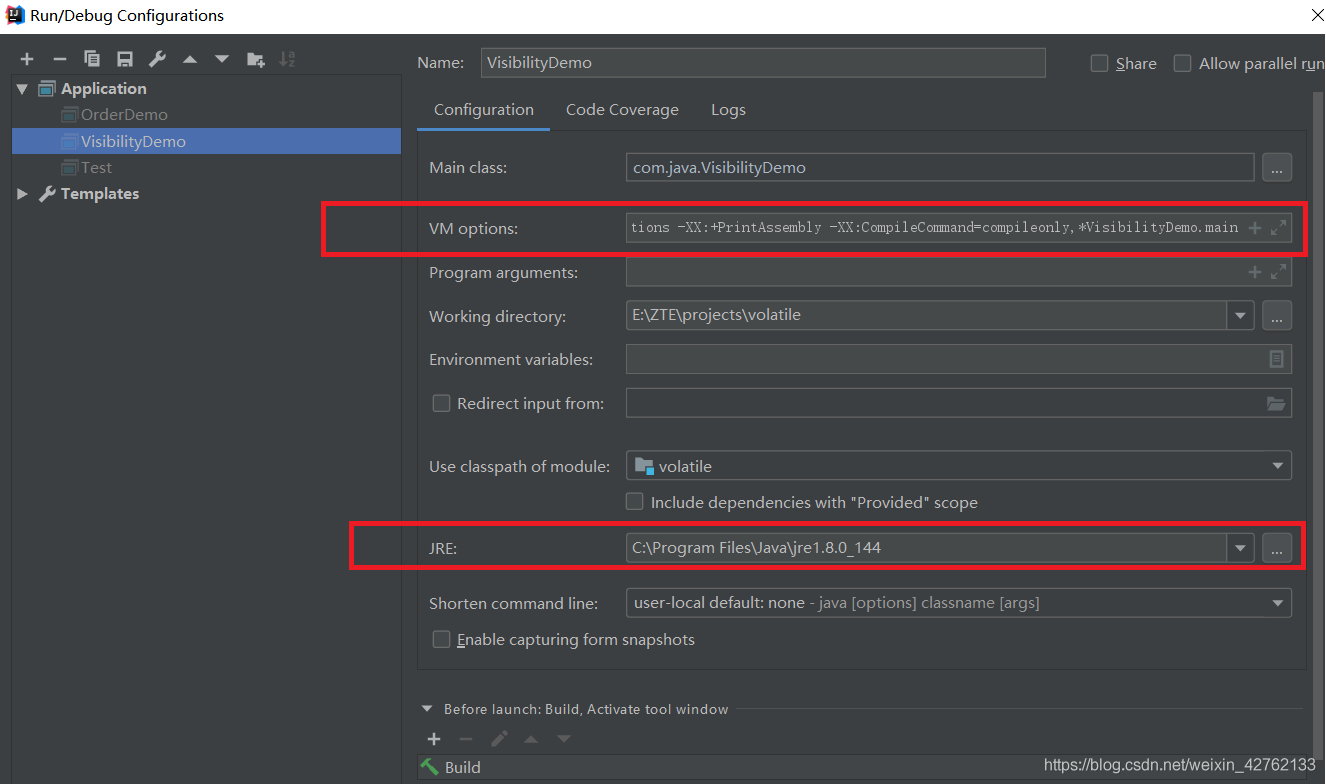 Run/Debug Configurations
Name: VisibilityDemo Share Allow parallel run
Application
OrderDemo
VisibilityDemo
Test
Templates
Configuration Code Coverage Logs
Main class: com.java.VisibilityDemo ...
VM options: tions -XX:+PrintAssembly -XX:CompileCommand=compileonly,*VisibilityDemo.main
Program arguments:
Working directory: E:\ZTE\projects\volatile ...
Environment variables:
Redirect input from:
Use classpath of module: volatile
Include dependencies with "Provided" scope
JRE: C:\Program Files\Java\jre1.8.0_144 ...
Shorten command line: user-local default: none - java [options] classname [args]
Enable capturing form snapshots
Before launch: Build, Activate tool window
Build
https://blog.csdn.net/weixin_42762133